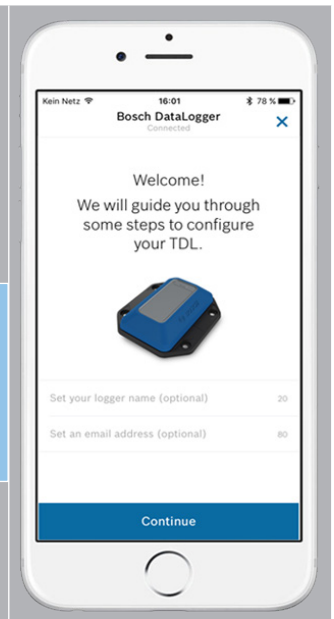 Kein Netz 16:01 78 %
Bosch DataLogger
Connected
Welcome!
We will guide you through
some steps to configure
your TDL.
Set your logger name (optional) 20
Set an email address (optional) 80
Continue